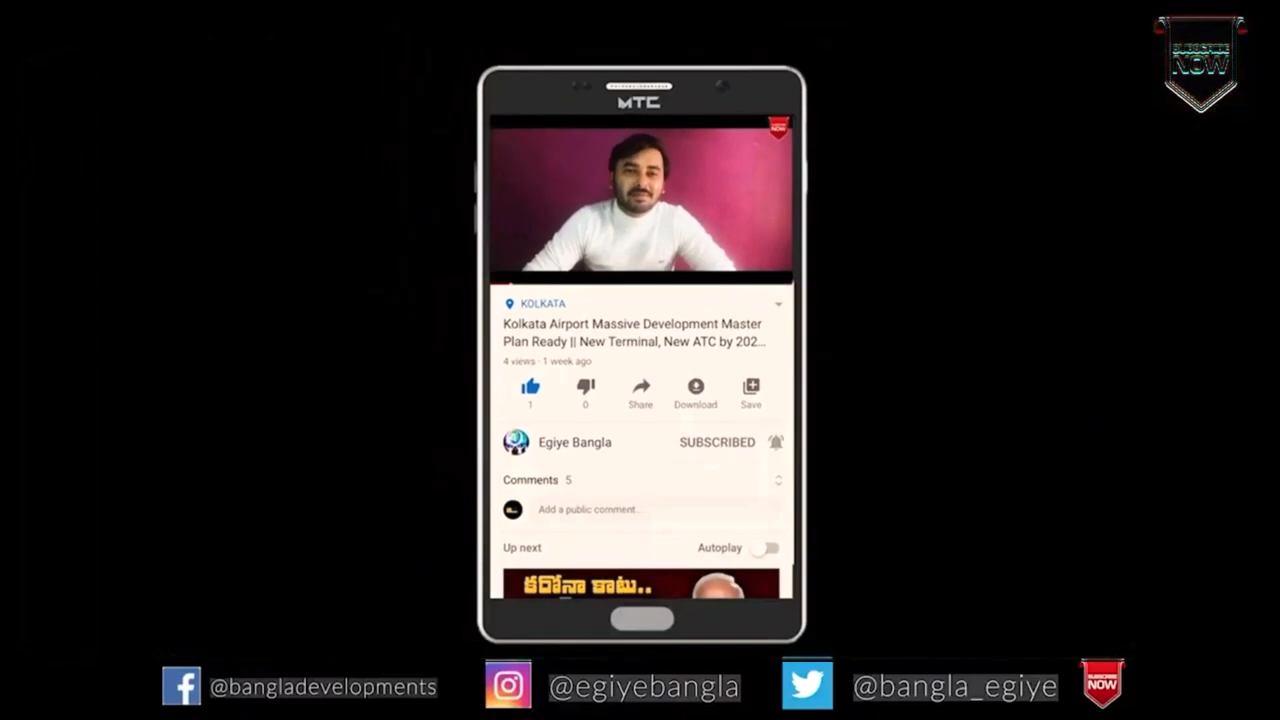 SUBSCRIBE
NOW
MTC
NOW
KOLKATA
Kolkata Airport Massive Development Master
Plan Ready || New Terminal, New ATC by 202...
4 views · 1 week ago
1
0
Share
Download
Save
Egiye Bangla
SUBSCRIBED
Comments 5
Add a public comment...
Up next
Autoplay
కరోనా కాటు..
@bangladevelopments
@egiyebangla
@bangla_egiye
SUBSCRIBE
NOW